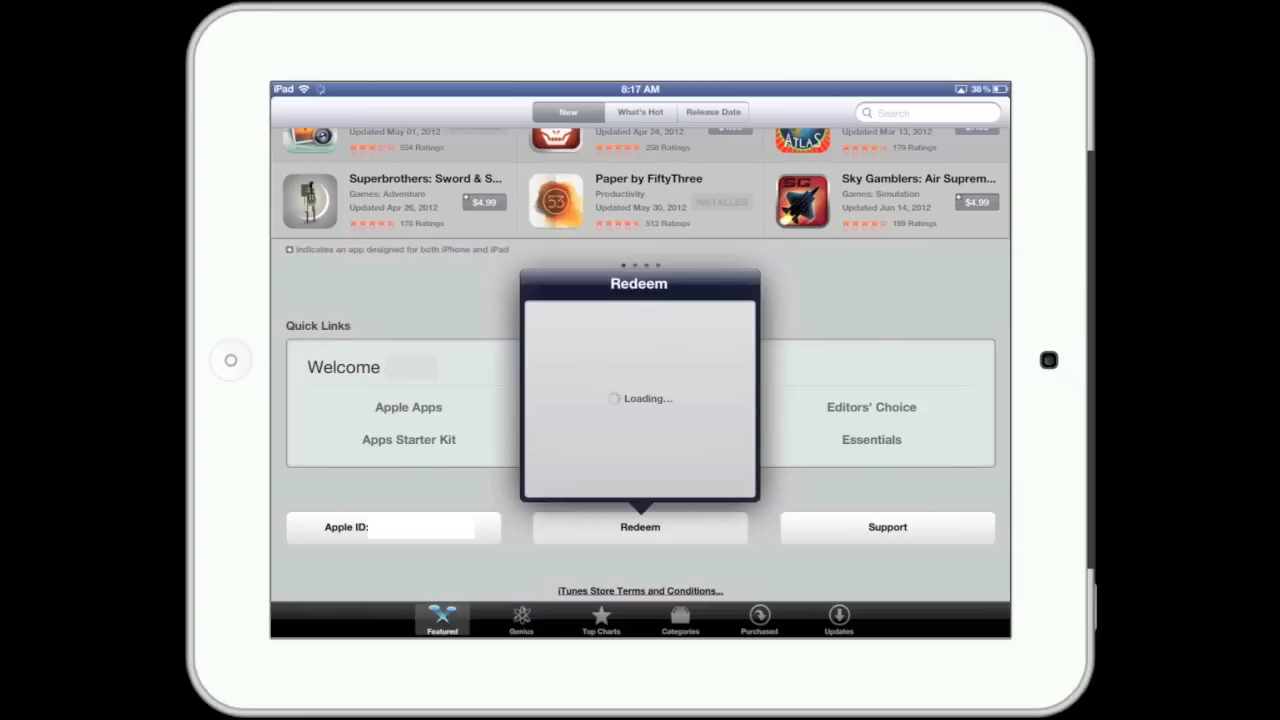 iPad 8:17 AM 38%
New What's Hot Release Date Search
Updated May 01, 2012 Updated Apr 24, 2012 Updated Mar 13, 2012
554 Ratings 258 Ratings 179 Ratings
ATLAS
Superbrothers: Sword & S...
Games: Adventure
Updated Apr 26, 2012
$4.99
170 Ratings
53
Paper by FiftyThree
Productivity
Updated May 30, 2012
INSTALLED
512 Ratings
SG
Sky Gamblers: Air Suprem...
Games: Simulation
Updated Jun 14, 2012
$4.99
189 Ratings
Indicates an app designed for both iPhone and iPad
Redeem
Loading...
Quick Links
Welcome
Apple Apps
Editors' Choice
Apps Starter Kit
Essentials
Apple ID:
Redeem
Support
iTunes Store Terms and Conditions...
Featured Genius Top Charts Categories Purchased Updates